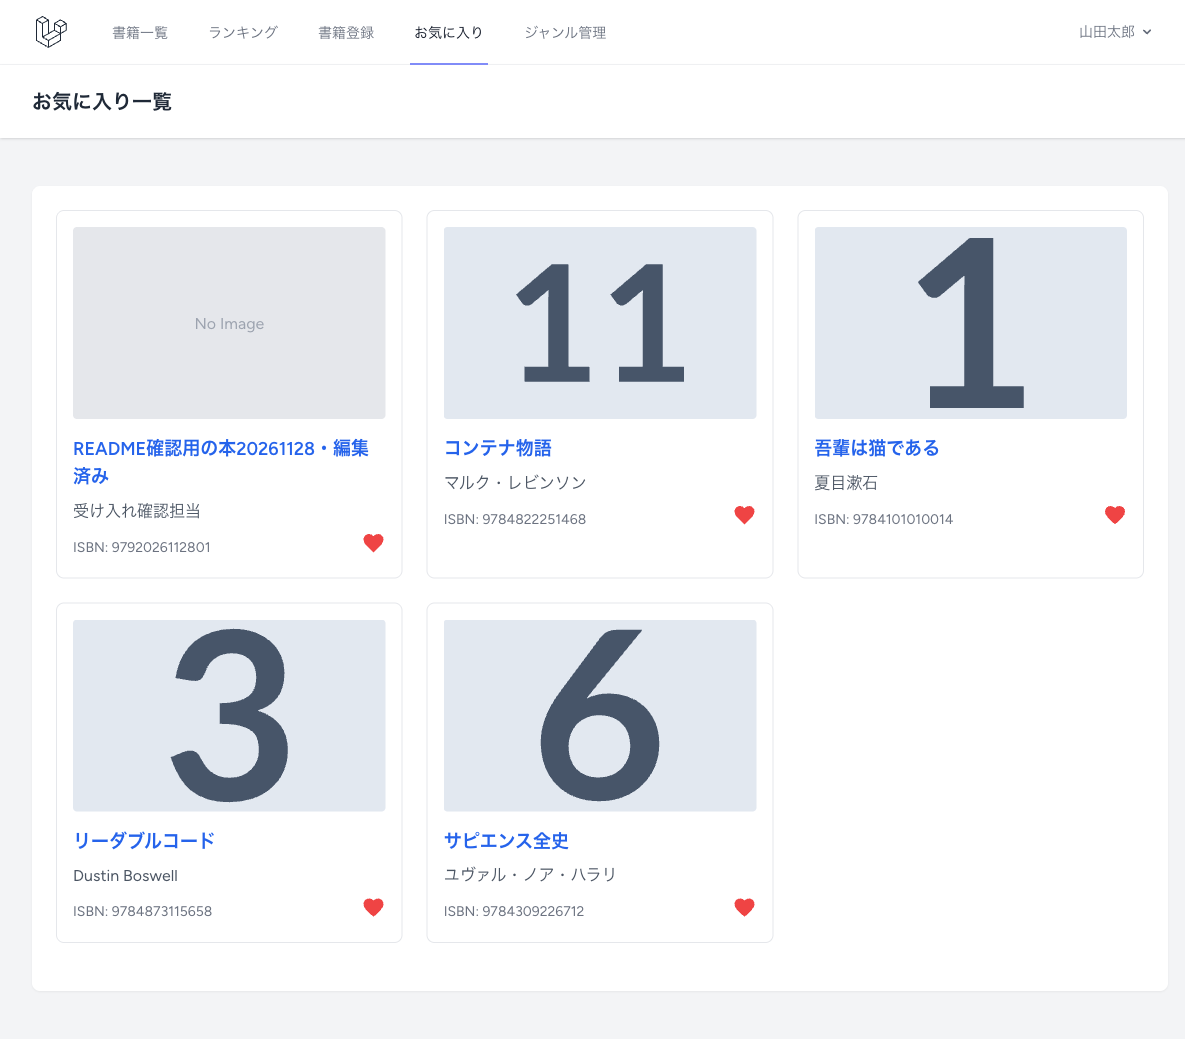 書籍一覧
ランキング
書籍登録
お気に入り
ジャンル管理
山田太郎
お気に入り一覧
No Image
README確認用の本20261128・編集
済み
受け入れ確認担当
ISBN: 9792026112801
11
コンテナ物語
マルク・レビンソン
ISBN: 9784822251468
1
吾輩は猫である
夏目漱石
ISBN: 9784101010014
3
リーダブルコード
Dustin Boswell
ISBN: 9784873115658
6
サピエンス全史
ユヴァル・ノア・ハラリ
ISBN: 9784309226712